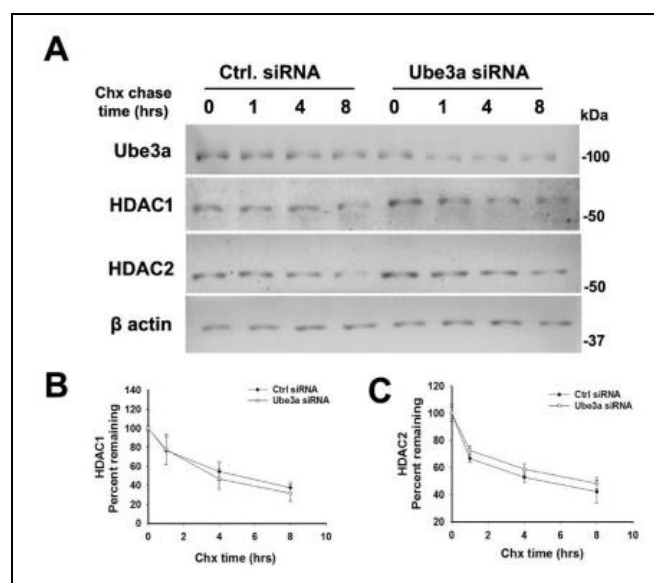 A
Ctrl. siRNA Ube3a siRNA
Chx chase
time (hrs)
0 1 4 8 0 1 4 8
kDa
Ube3a
-100
HDAC1
-50
HDAC2
-50
β actin
-37
B
140
120
100
80
60
40
20
0
0 2 4 6 8 10
HDAC1
Percent remaining
Chx time (hrs)
Ctrl siRNA
Ube3a siRNA
C
120
100
80
60
40
20
0 2 4 6 8 10
HDAC2
Percent remaining
Chx time (hrs)
Ctrl siRNA
Ube3a siRNA